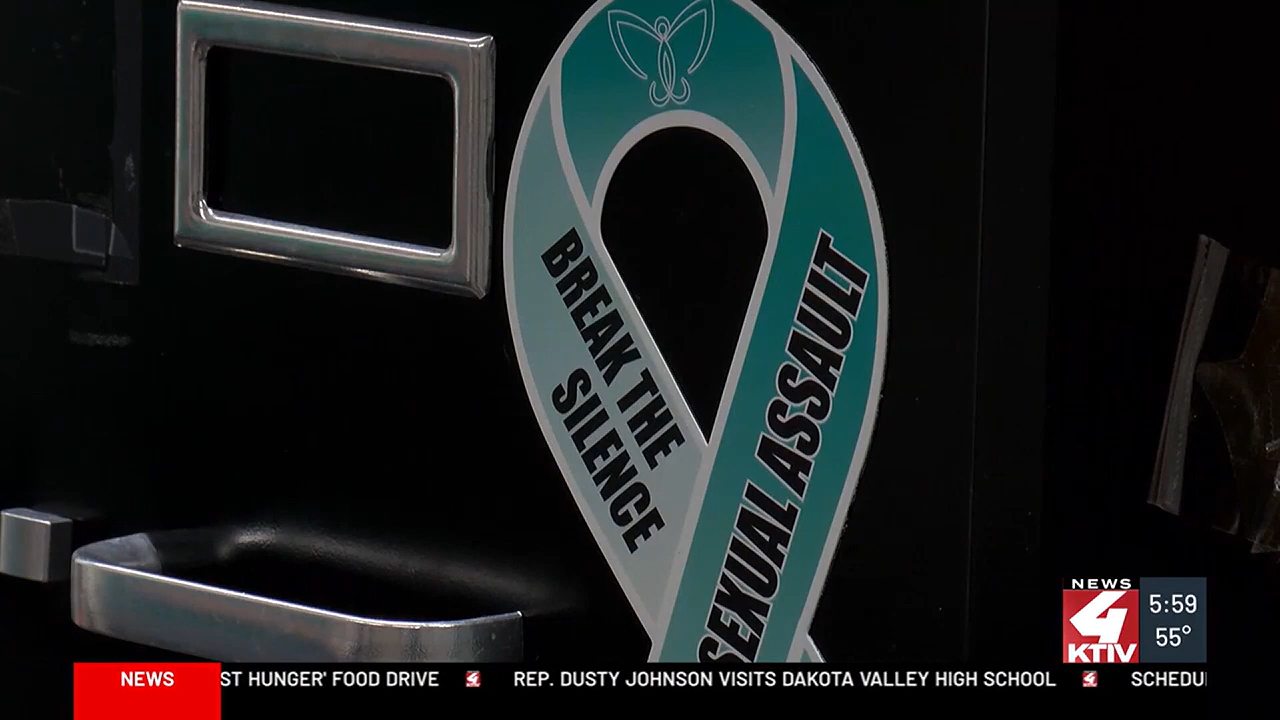 BREAK THE
SILENCE
SEXUAL ASSAULT
NEWS
4
KTIV
5:59
55°
NEWS
ST HUNGER' FOOD DRIVE
REP. DUSTY JOHNSON VISITS DAKOTA VALLEY HIGH SCHOOL